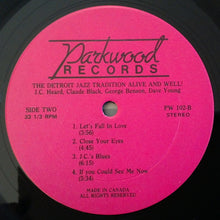 Parkwood
RECORDS
THE DETROIT JAZZ TRADITION ALIVE AND WELL!
J.C. Heard, Claude Black, George Benson, Dave Young
SIDE TWO
33 1/3 RPM
PW 102-B
STEREO
1. Let's Fall In Love
(3:56)
2. Close Your Eyes
(4:45)
3. J.C.'s Blues
(6:15)
4. If you Could See Me Now
(5:34)
MADE IN CANADA
ALL RIGHTS RESERVED